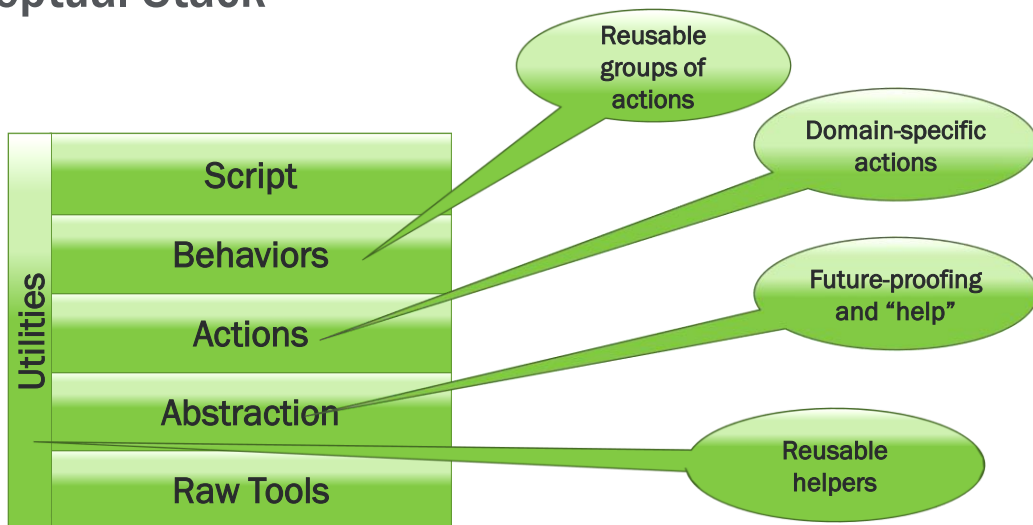 Stack
Reusable
groups of
actions
Domain-specific
actions
Script
Behaviors
Future-proofing
and “help”
Utilities
Actions
Abstraction
Reusable
helpers
Raw Tools